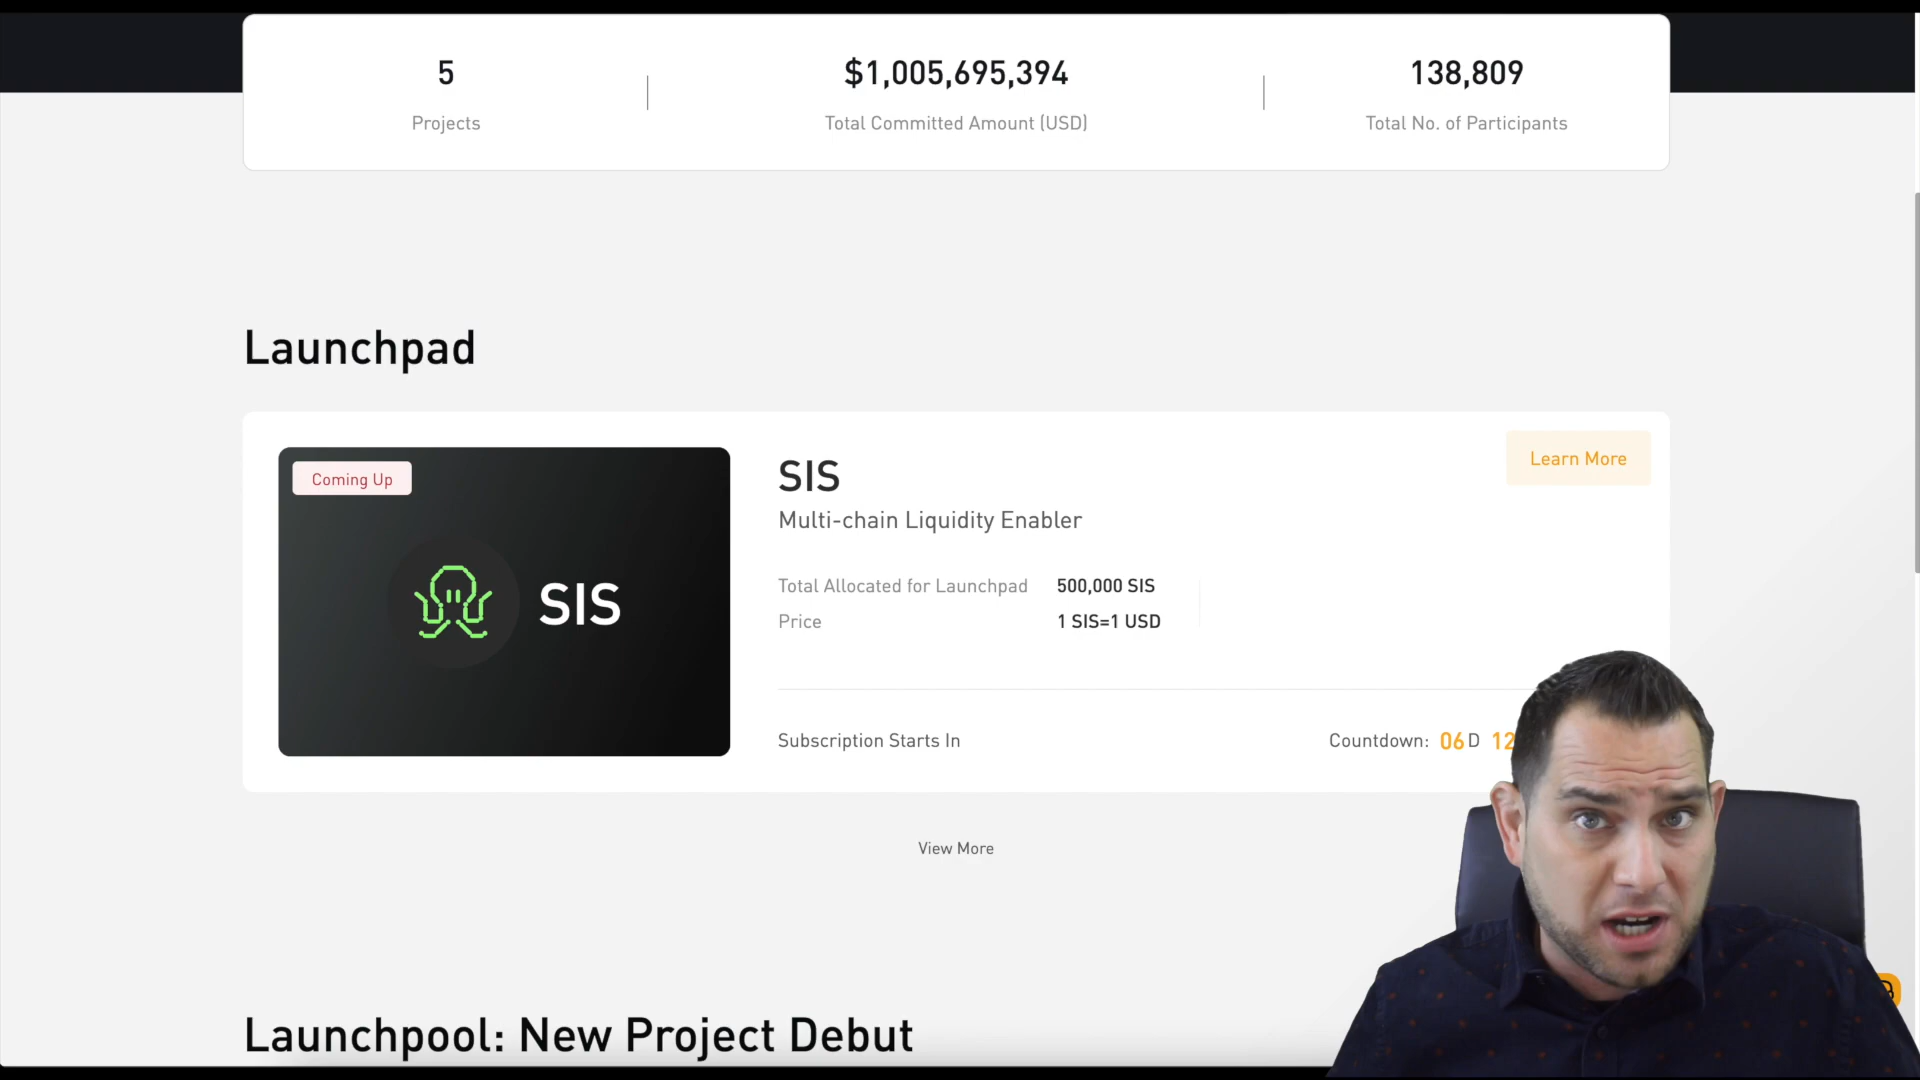 5
Projects
$1,005,695,394
Total Committed Amount (USD)
138,809
Total No. of Participants
Launchpad
Coming Up
SIS
SIS
Multi-chain Liquidity Enabler
Total Allocated for Launchpad 500,000 SIS
Price 1 SIS=1 USD
Learn More
Subscription Starts In
Countdown: 06 D 12
View More
Launchpool: New Project Debut